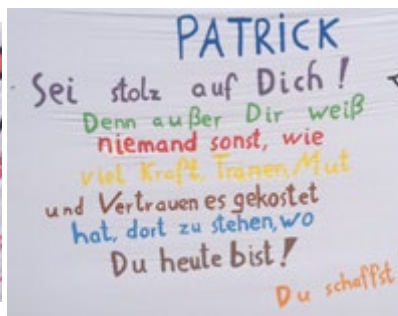 PATRICK
Sei stolz auf Dich!
Denn außer Dir weiß
niemand sonst, wie
viel Kraft, Tränen, Mut
und Vertrauen es gekostet
hat, dort zu stehen, wo
Du heute bist!
Du schaffst